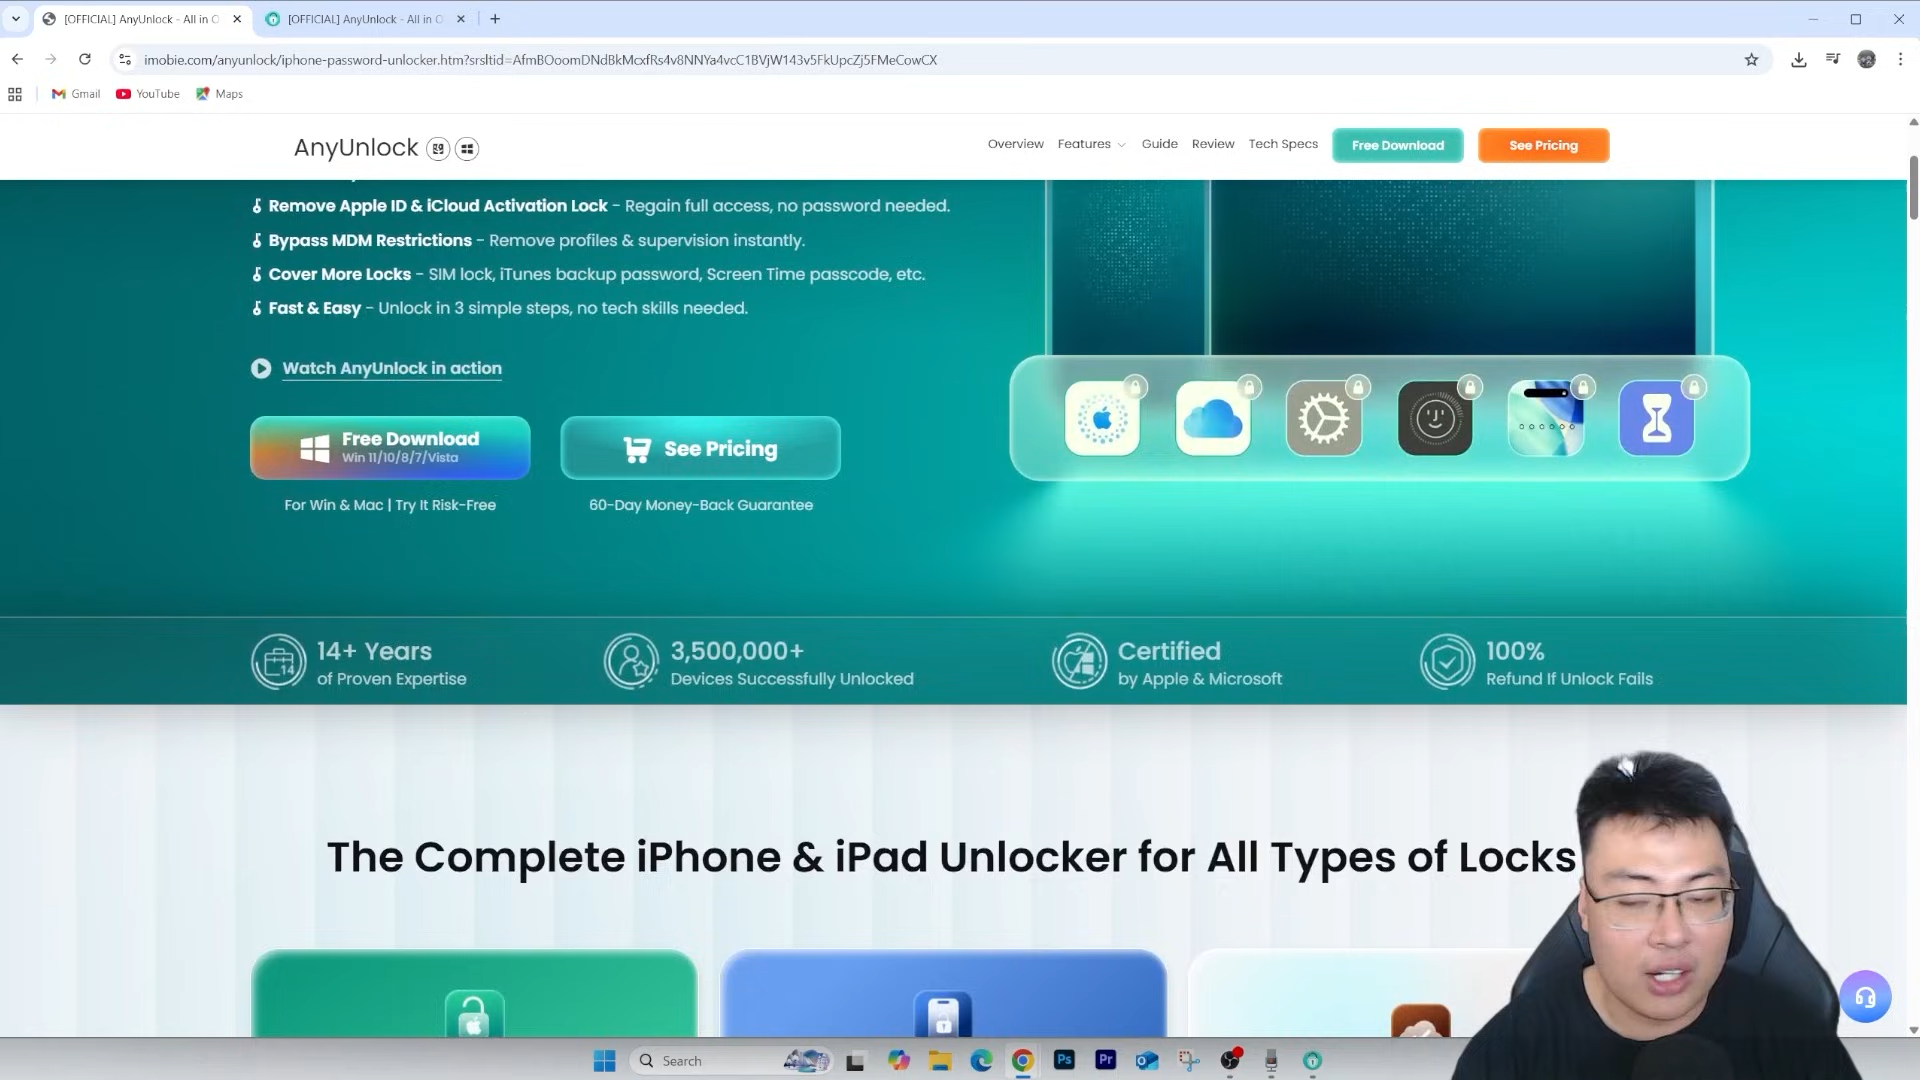 [OFFICIAL] AnyUnlock - All in O
[OFFICIAL] AnyUnlock - All in O
imobie.com/anyunlock/iphone-password-unlocker.htm?srsltid=AfmBOoomDNdBkMcxfRs4v8NNYa4vcC1BVjW143v5FkUpcZj5FMeCowCX
Gmail
YouTube
Maps
AnyUnlock
Overview
Features
Guide
Review
Tech Specs
Free Download
See Pricing
Remove Apple ID & iCloud Activation Lock - Regain full access, no password needed.
Bypass MDM Restrictions - Remove profiles & supervision instantly.
Cover More Locks - SIM lock, iTunes backup password, Screen Time passcode, etc.
Fast & Easy - Unlock in 3 simple steps, no tech skills needed.
Watch AnyUnlock in action
Free Download
Win 11/10/8/7/Vista
See Pricing
For Win & Mac | Try It Risk-Free
60-Day Money-Back Guarantee
14+ Years
of Proven Expertise
3,500,000+
Devices Successfully Unlocked
Certified
by Apple & Microsoft
100%
Refund If Unlock Fails
14
The Complete iPhone & iPad Unlocker for All Types of Locks
Search
Ps
Pr